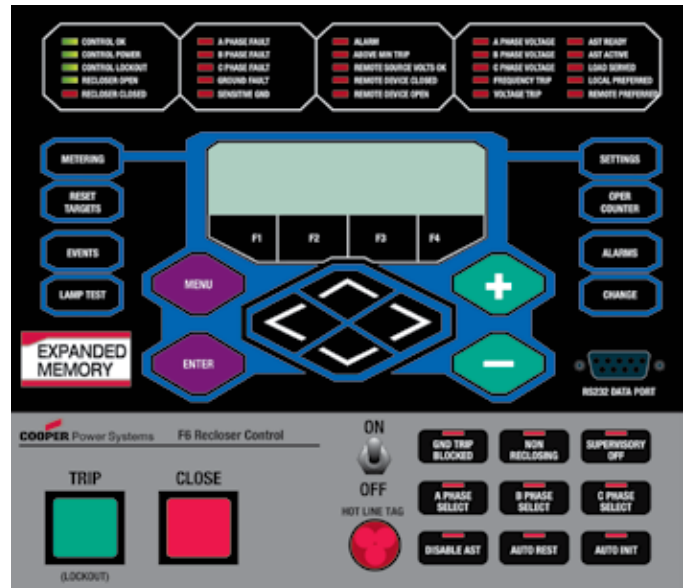 CONTROL OK
CONTROL POWER
CONTROL LOCKOUT
RECLOSER OPEN
RECLOSER CLOSED
A PHASE FAULT
B PHASE FAULT
C PHASE FAULT
GROUND FAULT
SENSITIVE GND
ALARM
ABOVE MIN TRIP
REMOTE SOURCE VOLTS OK
REMOTE DEVICE CLOSED
REMOTE DEVICE OPEN
A PHASE VOLTAGE
B PHASE VOLTAGE
C PHASE VOLTAGE
FREQUENCY TRIP
VOLTAGE TRIP
AST READY
AST ACTIVE
LOAD SERVED
LOCAL PREFERRED
REMOTE PREFERRED
METERING
RESET
TARGETS
EVENTS
LAMP TEST
F1
F2
F3
F4
SETTINGS
OPER
COUNTER
ALARMS
CHANGE
MENU
ENTER
+
−
EXPANDED
MEMORY
RS232 DATA PORT
COOPER Power Systems
F6 Recloser Control
TRIP
(LOCKOUT)
CLOSE
ON
OFF
HOT LINE TAG
GND TRIP
BLOCKED
NON
RECLOSING
SUPERVISORY
OFF
A PHASE
SELECT
B PHASE
SELECT
C PHASE
SELECT
DISABLE AST
AUTO REST
AUTO INIT